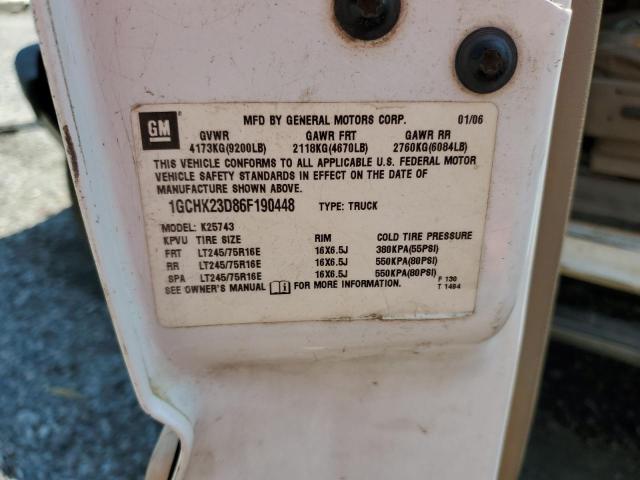 GM
MFD BY GENERAL MOTORS CORP. 01/06
GVWR GAWR FRT GAWR RR
4173KG(9200LB) 2118KG(4670LB) 2760KG(6084LB)
THIS VEHICLE CONFORMS TO ALL APPLICABLE U.S. FEDERAL MOTOR
VEHICLE SAFETY STANDARDS IN EFFECT ON THE DATE OF
MANUFACTURE SHOWN ABOVE.
1GCHK23D86F190448 TYPE: TRUCK
MODEL: K25743
KPVU TIRE SIZE RIM COLD TIRE PRESSURE
FRT LT245/75R16E 16X6.5J 380KPA(55PSI)
RR LT245/75R16E 16X6.5J 550KPA(80PSI)
SPA LT245/75R16E 16X6.5J 550KPA(80PSI)
SEE OWNER'S MANUAL i FOR MORE INFORMATION.
F 130
T 1494